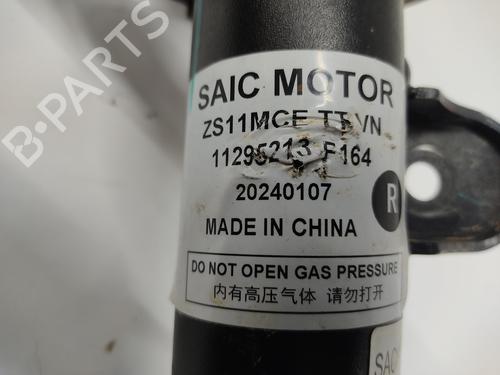 SAIC MOTOR
ZS11MCE TT VN
11295213 F164
20240107
R
MADE IN CHINA
DO NOT OPEN GAS PRESSURE
内有高压气体 请勿打开
SAIC
B-PARTS